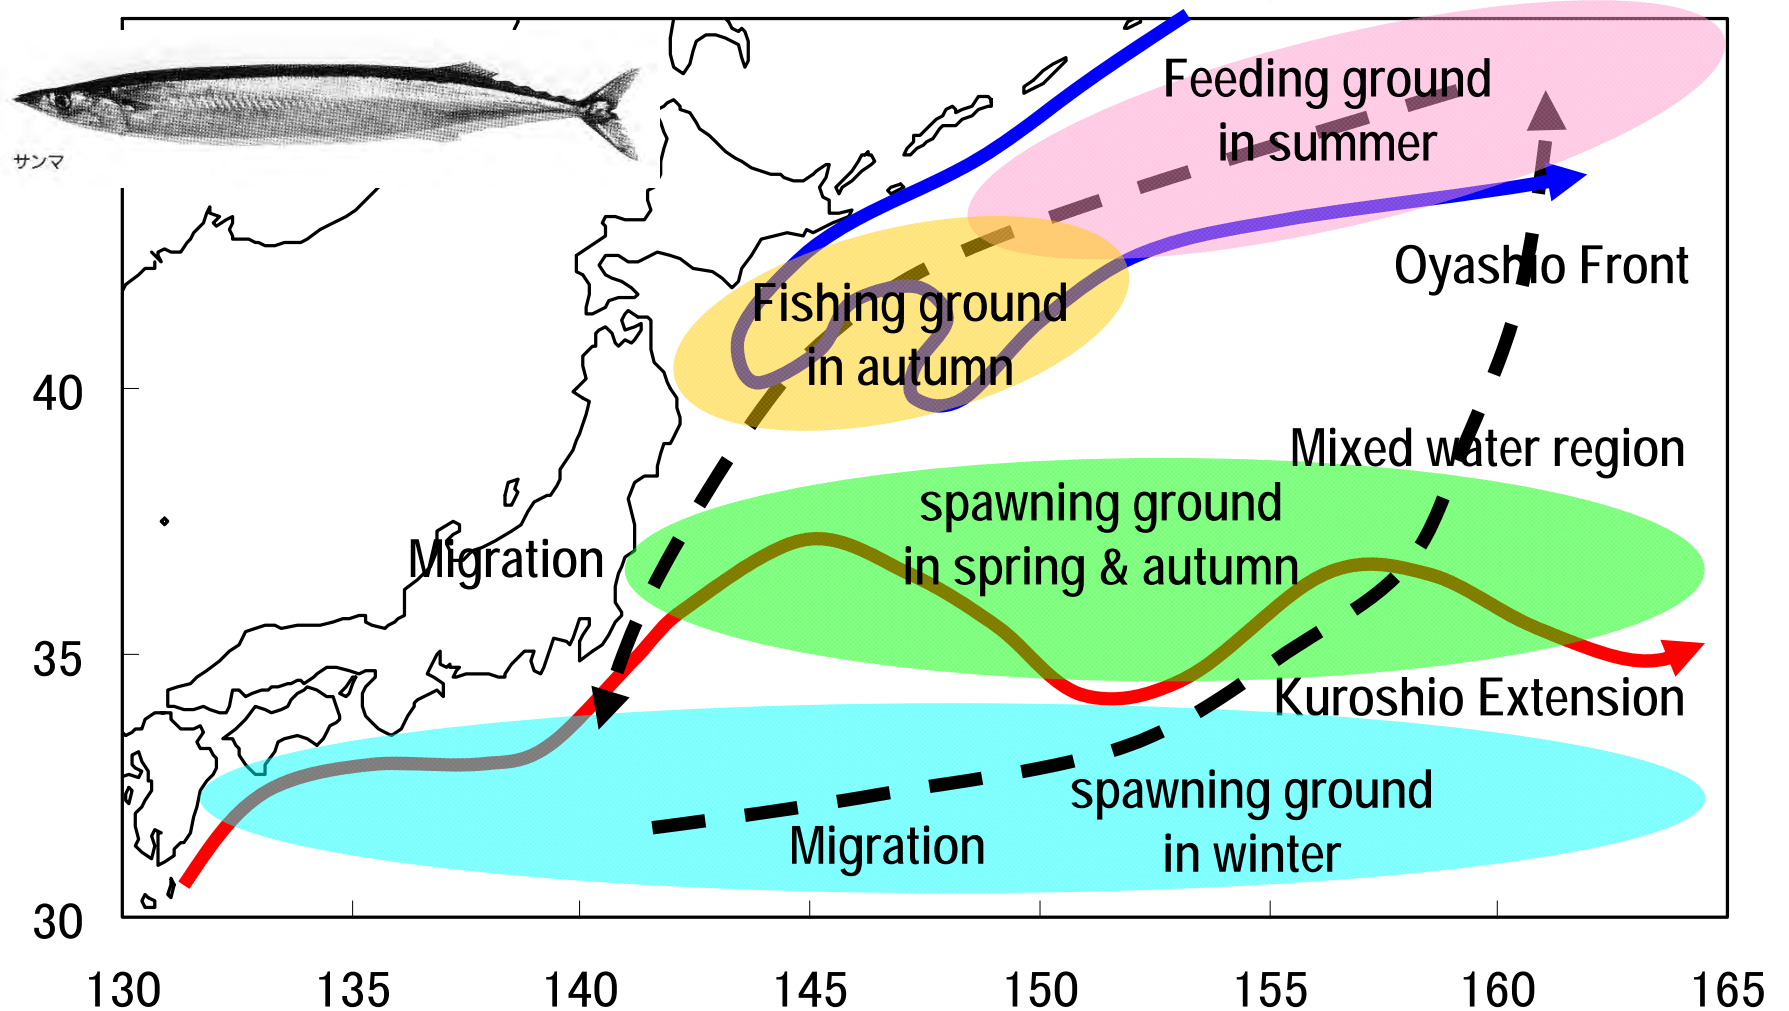 サンマ
Feeding ground
in summer
Oyashio Front
Fishing ground
in autumn
40
Mixed water region
spawning ground
in spring & autumn
Migration
35
Kuroshio Extension
spawning ground
in winter
Migration
30
130 135 140 145 150 155 160 165